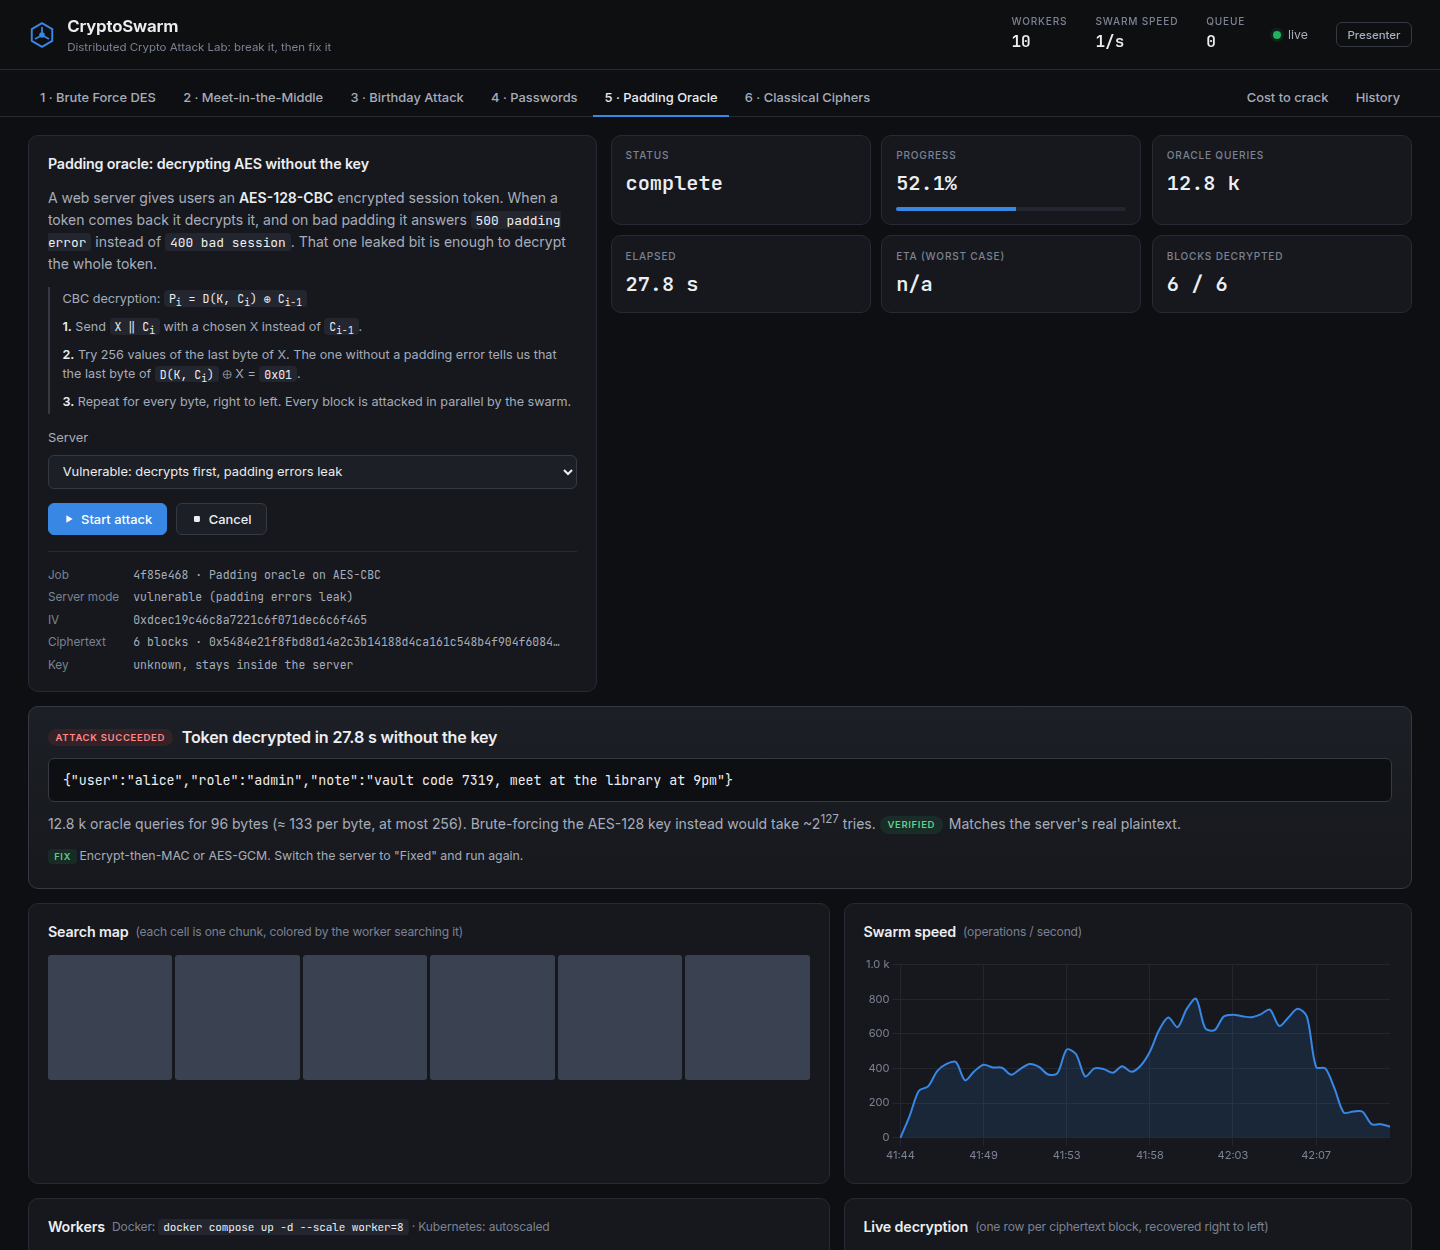 CryptoSwarm
Distributed Crypto Attack Lab: break it, then fix it
WORKERS
10
SWARM SPEED
1/s
QUEUE
0
live
Presenter
1 · Brute Force DES
2 · Meet-in-the-Middle
3 · Birthday Attack
4 · Passwords
5 · Padding Oracle
6 · Classical Ciphers
Cost to crack
History
Padding oracle: decrypting AES without the key
A web server gives users an AES-128-CBC encrypted session token. When a
token comes back it decrypts it, and on bad padding it answers 500 padding
error instead of 400 bad session. That one leaked bit is enough to decrypt
the whole token.
CBC decryption: Pi = D(K, Ci) ⊕ Ci-1
1. Send X ‖ Ci with a chosen X instead of Ci-1.
2. Try 256 values of the last byte of X. The one without a padding error tells us that
the last byte of D(K, Ci) ⊕ X = 0x01.
3. Repeat for every byte, right to left. Every block is attacked in parallel by the swarm.
Server
Vulnerable: decrypts first, padding errors leak
Start attack
Cancel
Job 4f85e468 · Padding oracle on AES-CBC
Server mode vulnerable (padding errors leak)
IV 0xdcec19c46c8a7221c6f071dec6c6f465
Ciphertext 6 blocks · 0x5484e21f8fbd8d14a2c3b14188d4ca161c548b4f904f6084…
Key unknown, stays inside the server
STATUS
complete
PROGRESS
52.1%
ORACLE QUERIES
12.8 k
ELAPSED
27.8 s
ETA (WORST CASE)
n/a
BLOCKS DECRYPTED
6 / 6
ATTACK SUCCEEDED Token decrypted in 27.8 s without the key
{"user":"alice","role":"admin","note":"vault code 7319, meet at the library at 9pm"}
12.8 k oracle queries for 96 bytes (≈ 133 per byte, at most 256). Brute-forcing the AES-128 key instead would take ~2^127 tries. VERIFIED Matches the server's real plaintext.
FIX Encrypt-then-MAC or AES-GCM. Switch the server to "Fixed" and run again.
Search map (each cell is one chunk, colored by the worker searching it)
Swarm speed (operations / second)
1.0 k
800
600
400
200
0
41:44 41:49 41:53 41:58 42:03 42:07
Workers Docker: docker compose up -d --scale worker=8 · Kubernetes: autoscaled
Live decryption (one row per ciphertext block, recovered right to left)